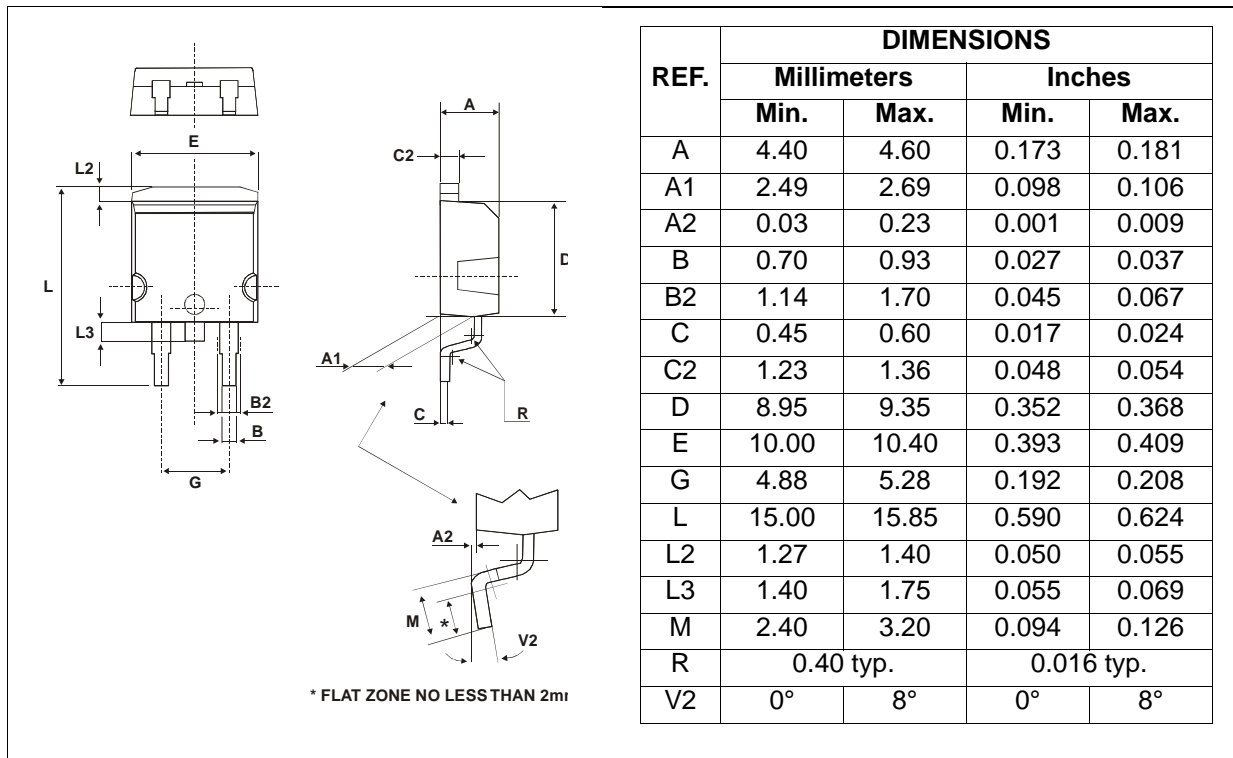 E
L2
L
L3
B2
B
G
A
C2
D
A1
C
R
A2
M
*
V2
* FLAT ZONE NO LESS THAN 2mm
DIMENSIONS
REF. Millimeters Inches
Min. Max. Min. Max.
A 4.40 4.60 0.173 0.181
A1 2.49 2.69 0.098 0.106
A2 0.03 0.23 0.001 0.009
B 0.70 0.93 0.027 0.037
B2 1.14 1.70 0.045 0.067
C 0.45 0.60 0.017 0.024
C2 1.23 1.36 0.048 0.054
D 8.95 9.35 0.352 0.368
E 10.00 10.40 0.393 0.409
G 4.88 5.28 0.192 0.208
L 15.00 15.85 0.590 0.624
L2 1.27 1.40 0.050 0.055
L3 1.40 1.75 0.055 0.069
M 2.40 3.20 0.094 0.126
R 0.40 typ. 0.016 typ.
V2 0° 8° 0° 8°